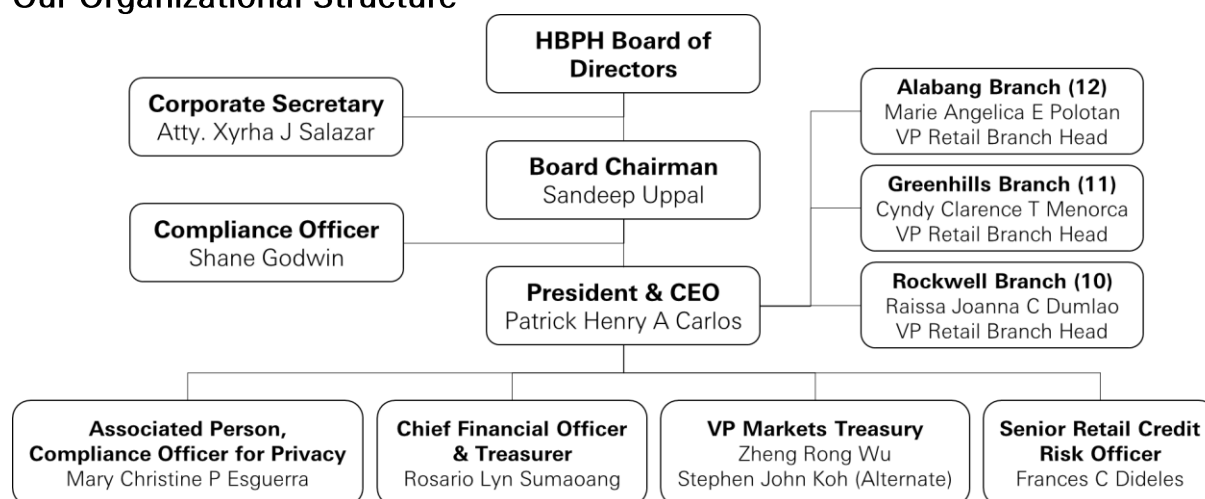 Our Organizational Structure
HBPH Board of
Directors
Corporate Secretary
Atty. Xyrha J Salazar
Board Chairman
Sandeep Uppal
Compliance Officer
Shane Godwin
President & CEO
Patrick Henry A Carlos
Alabang Branch (12)
Marie Angelica E Polotan
VP Retail Branch Head
Greenhills Branch (11)
Cyndy Clarence T Menorca
VP Retail Branch Head
Rockwell Branch (10)
Raissa Joanna C Dumlao
VP Retail Branch Head
Associated Person,
Compliance Officer for Privacy
Mary Christine P Esguerra
Chief Financial Officer
& Treasurer
Rosario Lyn Sumaoang
VP Markets Treasury
Zheng Rong Wu
Stephen John Koh (Alternate)
Senior Retail Credit
Risk Officer
Frances C Dideles